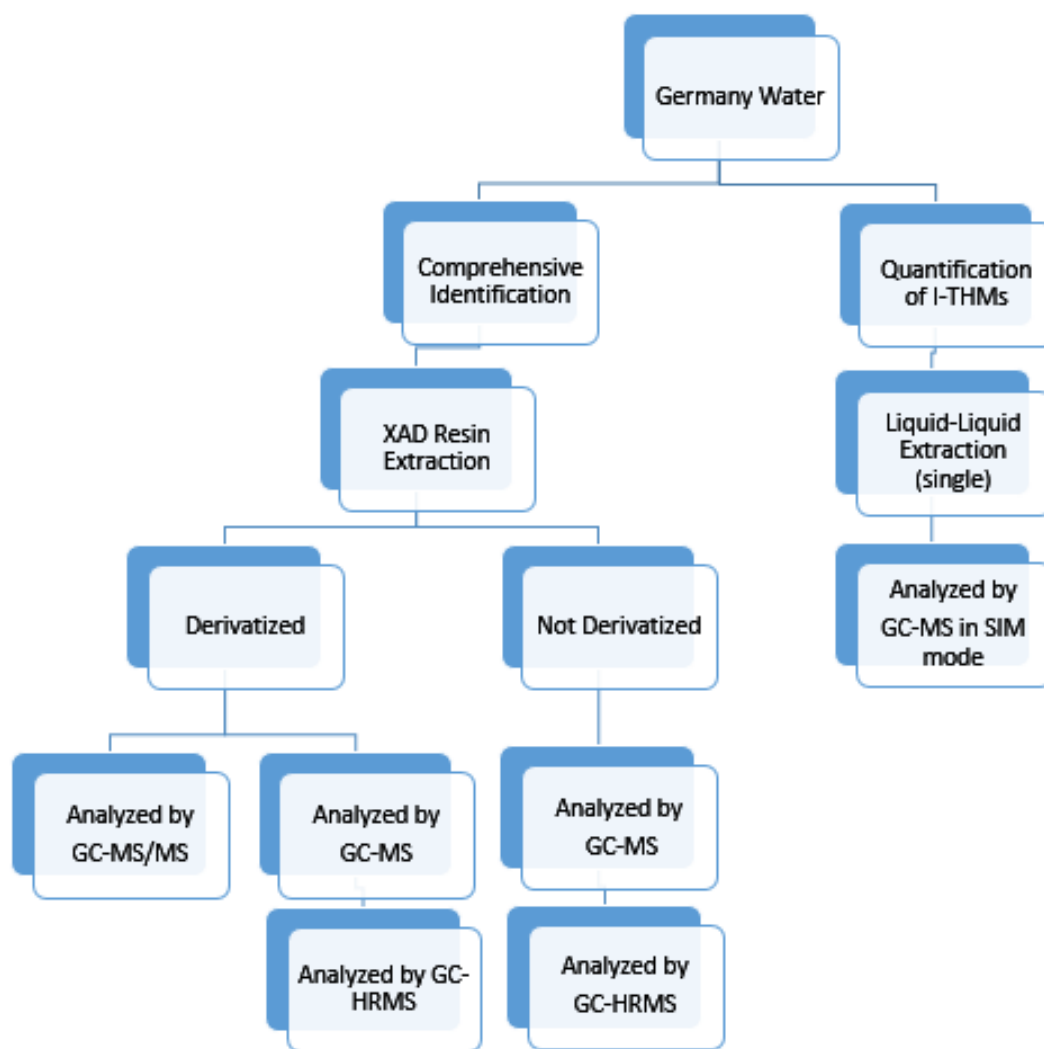 Germany Water
Comprehensive
Identification
Quantification
of I-THMs
XAD Resin
Extraction
Liquid-Liquid
Extraction
(single)
Derivatized
Not Derivatized
Analyzed by
GC-MS in SIM
mode
Analyzed by
GC-MS/MS
Analyzed by
GC-MS
Analyzed by
GC-MS
Analyzed by GC-
HRMS
Analyzed by
GC-HRMS